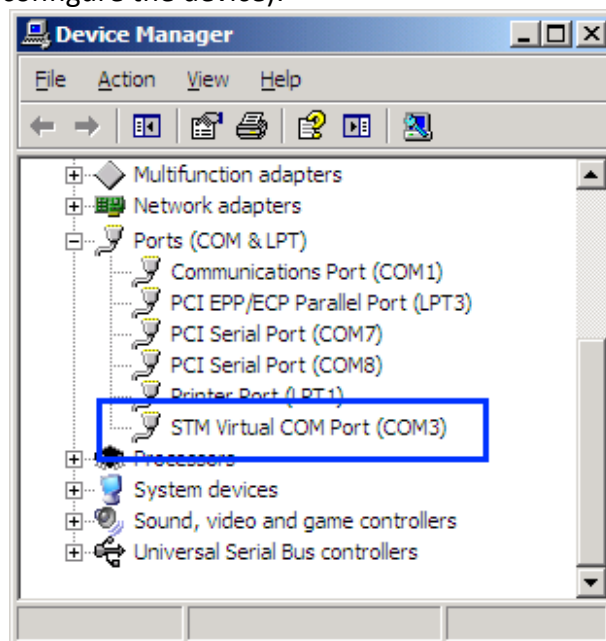 configure the device).
Device Manager
File Action View Help
Multifunction adapters
Network adapters
Ports (COM & LPT)
Communications Port (COM1)
PCI EPP/ECP Parallel Port (LPT3)
PCI Serial Port (COM7)
PCI Serial Port (COM8)
Printer Port (LPT1)
STM Virtual COM Port (COM3)
Processors
System devices
Sound, video and game controllers
Universal Serial Bus controllers